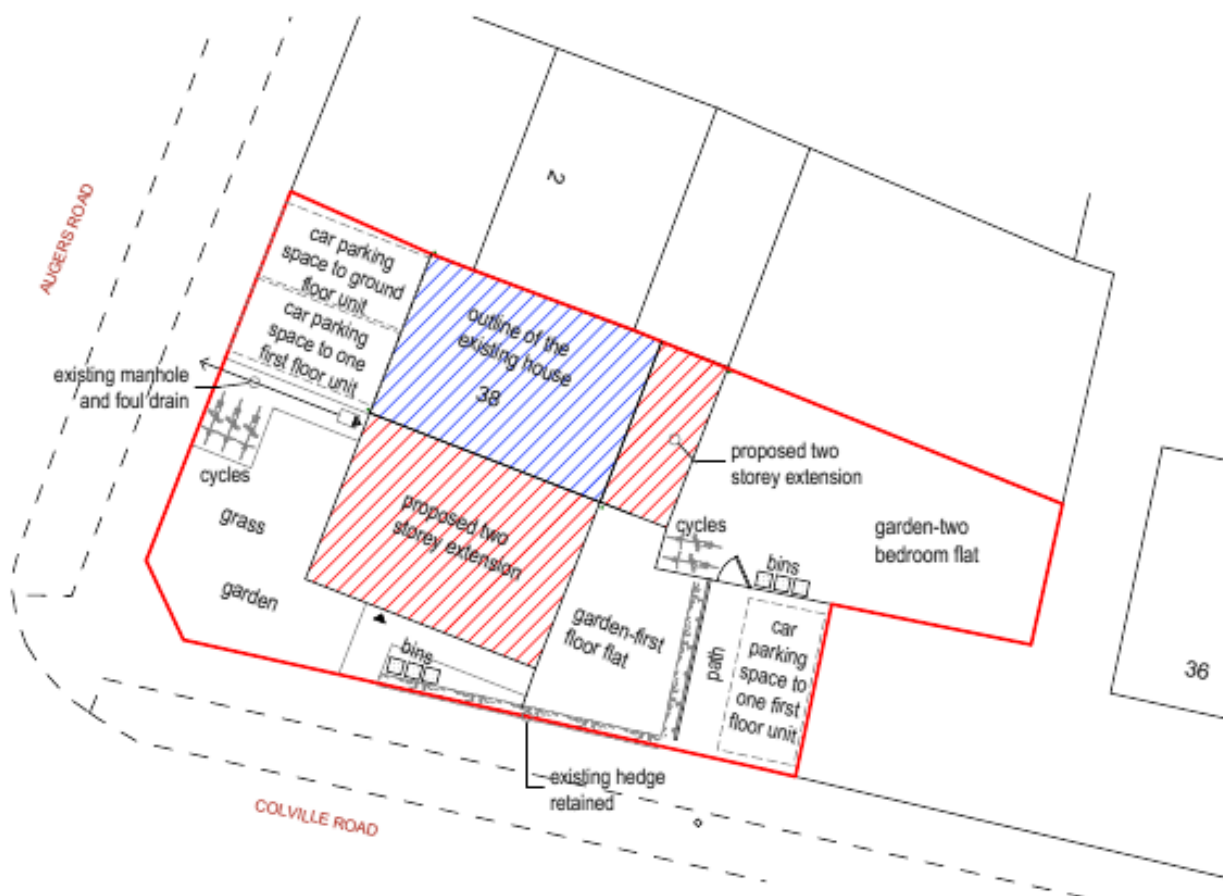 2
AUGERS ROAD
car parking
space to ground
floor unit
car parking
space to one
first floor unit
outline of the
existing house
38
existing manhole
and foul drain
proposed two
storey extension
cycles
grass
garden
proposed two
storey extension
cycles
garden-two
bedroom flat
bins
garden-first
floor flat
path
car
parking
space to
one first
floor unit
36
bins
existing hedge
retained
COLVILLE ROAD